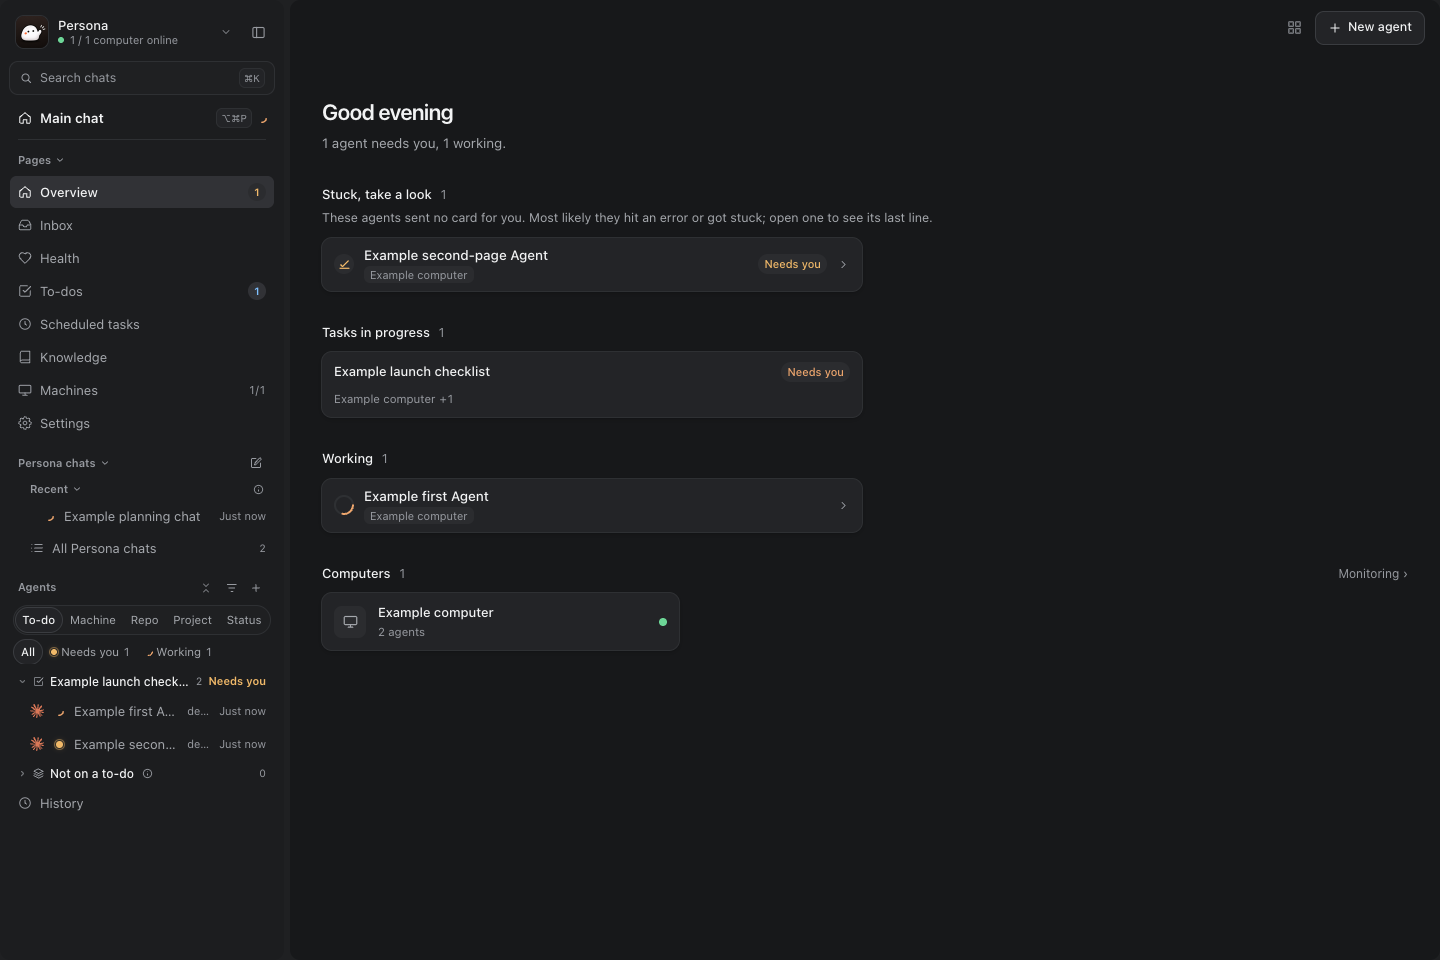 Persona
1 / 1 computer online
Search chats ⌘K
Main chat ⌥⌘P
Pages
Overview 1
Inbox
Health
To-dos 1
Scheduled tasks
Knowledge
Machines 1/1
Settings
Persona chats
Recent
Example planning chat Just now
All Persona chats 2
Agents
To-do Machine Repo Project Status
All Needs you 1 Working 1
Example launch check... 2 Needs you
Example first A... de... Just now
Example secon... de... Just now
Not on a to-do 0
History
New agent
Good evening
1 agent needs you, 1 working.
Stuck, take a look 1
These agents sent no card for you. Most likely they hit an error or got stuck; open one to see its last line.
Example second-page Agent
Example computer
Needs you
Tasks in progress 1
Example launch checklist
Needs you
Example computer +1
Working 1
Example first Agent
Example computer
Computers 1
Monitoring ›
Example computer
2 agents